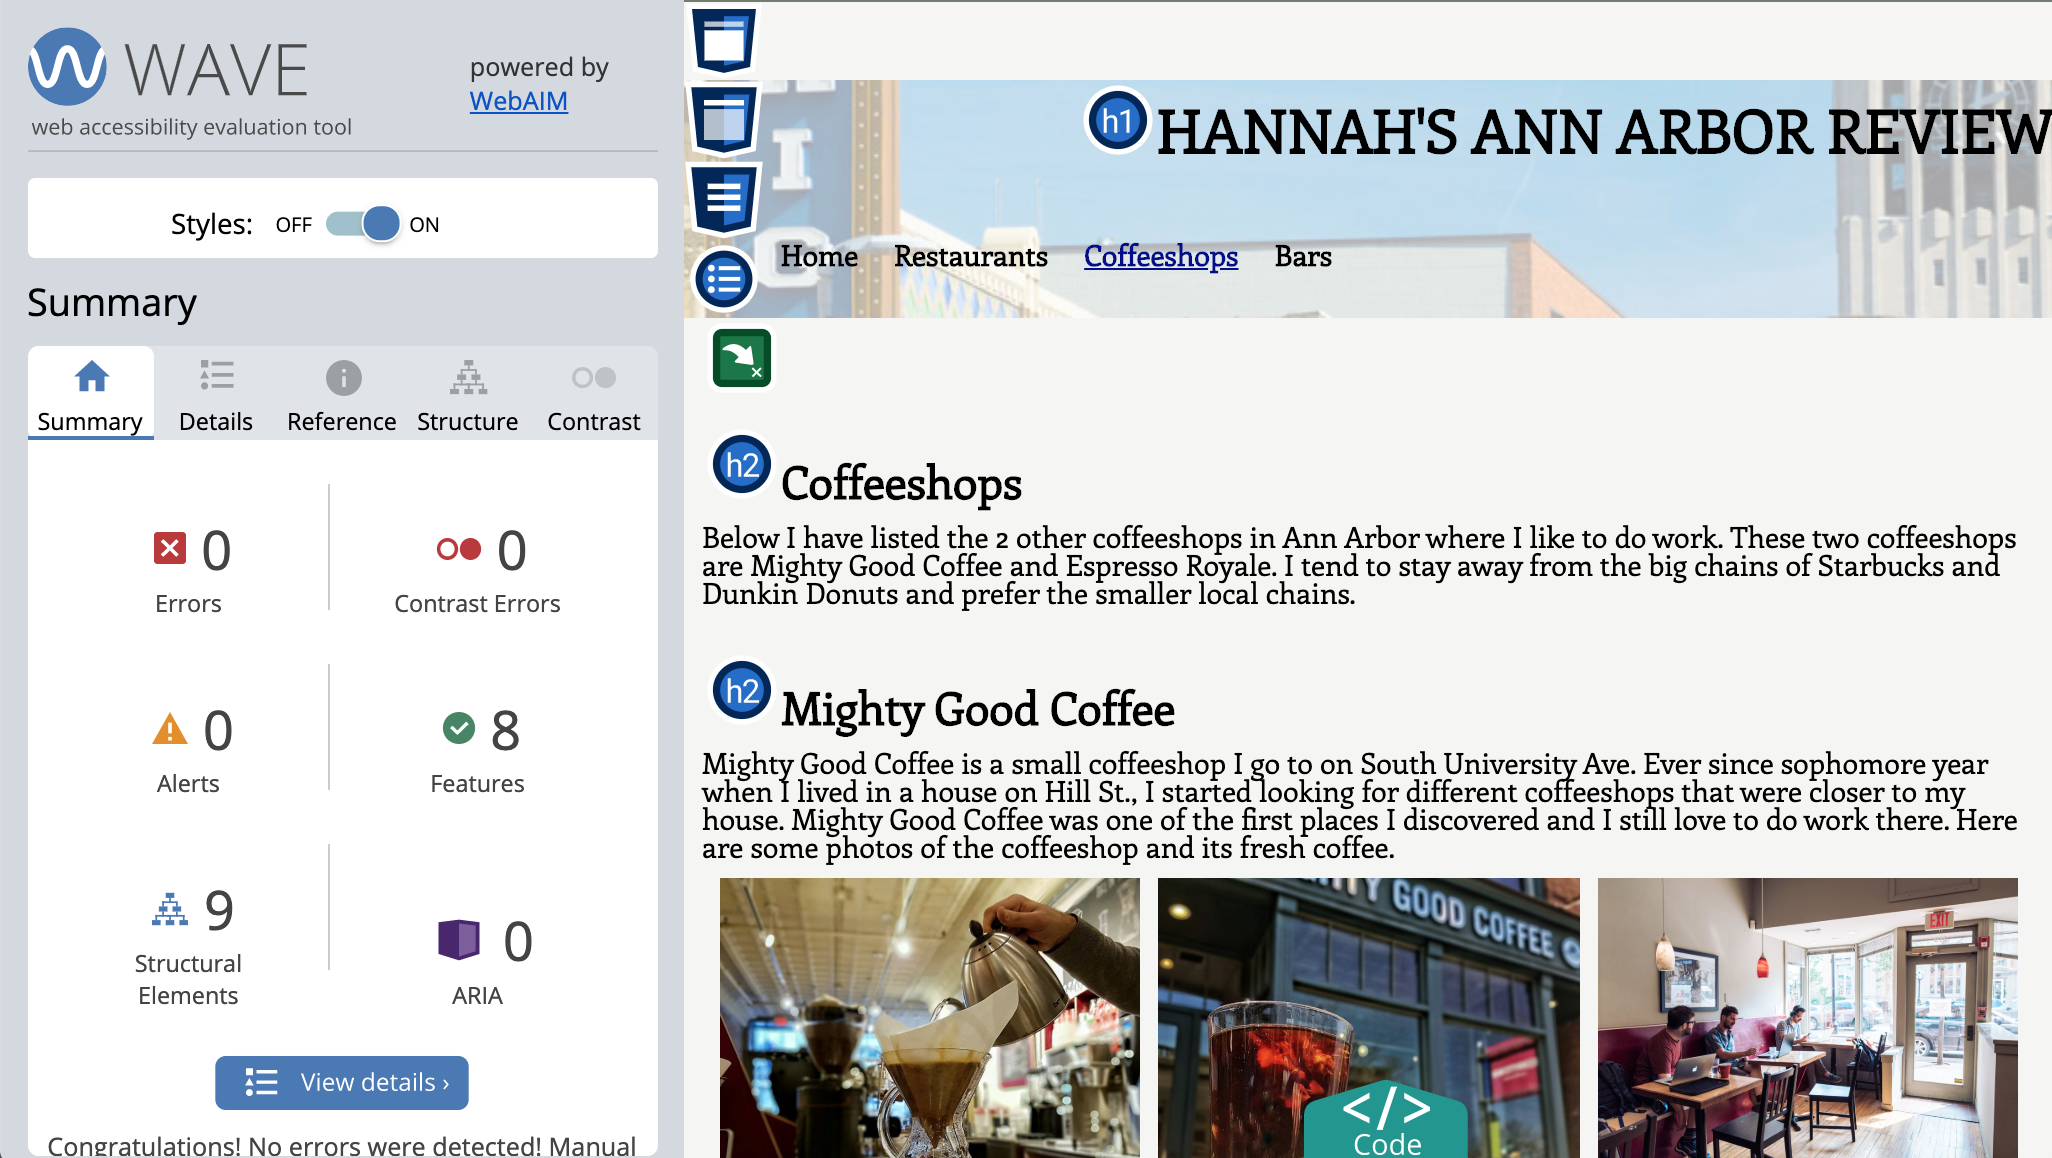 WAVE
powered by
WebAIM
web accessibility evaluation tool
Styles: OFF ON
Summary
Summary Details Reference Structure Contrast
0 Errors
0 Contrast Errors
0 Alerts
8 Features
9 Structural
Elements
0 ARIA
View details ›
Congratulations! No errors were detected! Manual
h1 HANNAH'S ANN ARBOR REVIEW
Home Restaurants Coffeeshops Bars
h2 Coffeeshops
Below I have listed the 2 other coffeeshops in Ann Arbor where I like to do work. These two coffeeshops
are Mighty Good Coffee and Espresso Royale. I tend to stay away from the big chains of Starbucks and
Dunkin Donuts and prefer the smaller local chains.
h2 Mighty Good Coffee
Mighty Good Coffee is a small coffeeshop I go to on South University Ave. Ever since sophomore year
when I lived in a house on Hill St., I started looking for different coffeeshops that were closer to my
house. Mighty Good Coffee was one of the first places I discovered and I still love to do work there. Here
are some photos of the coffeeshop and its fresh coffee.
GOOD COFFEE
EXIT
</>
Code